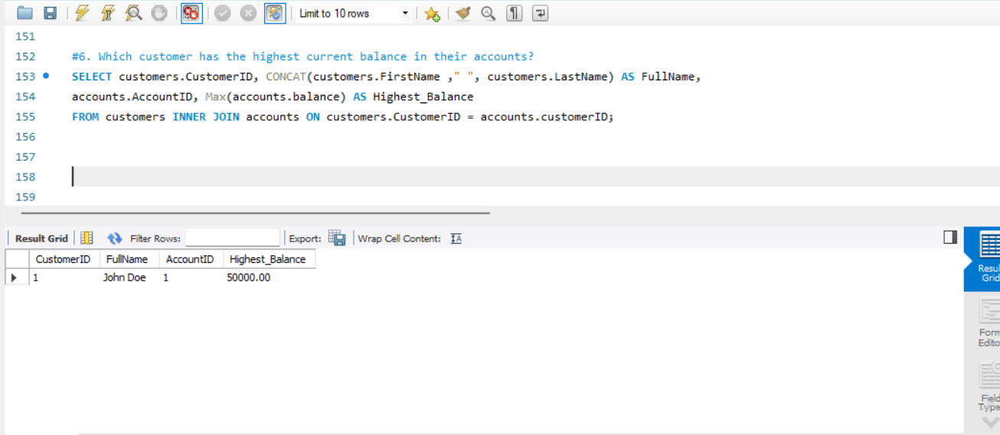 Limit to 10 rows
151
152 #6. Which customer has the highest current balance in their accounts?
153 SELECT customers.CustomerID, CONCAT(customers.FirstName ," ", customers.LastName) AS FullName,
154 accounts.AccountID, Max(accounts.balance) AS Highest_Balance
155 FROM customers INNER JOIN accounts ON customers.CustomerID = accounts.customerID;
156
157
158
159
Result Grid Filter Rows: Export: Wrap Cell Content: IA
CustomerID FullName AccountID Highest_Balance
1 John Doe 1 50000.00
Resul
Grid
Form
Edito
Field
Type